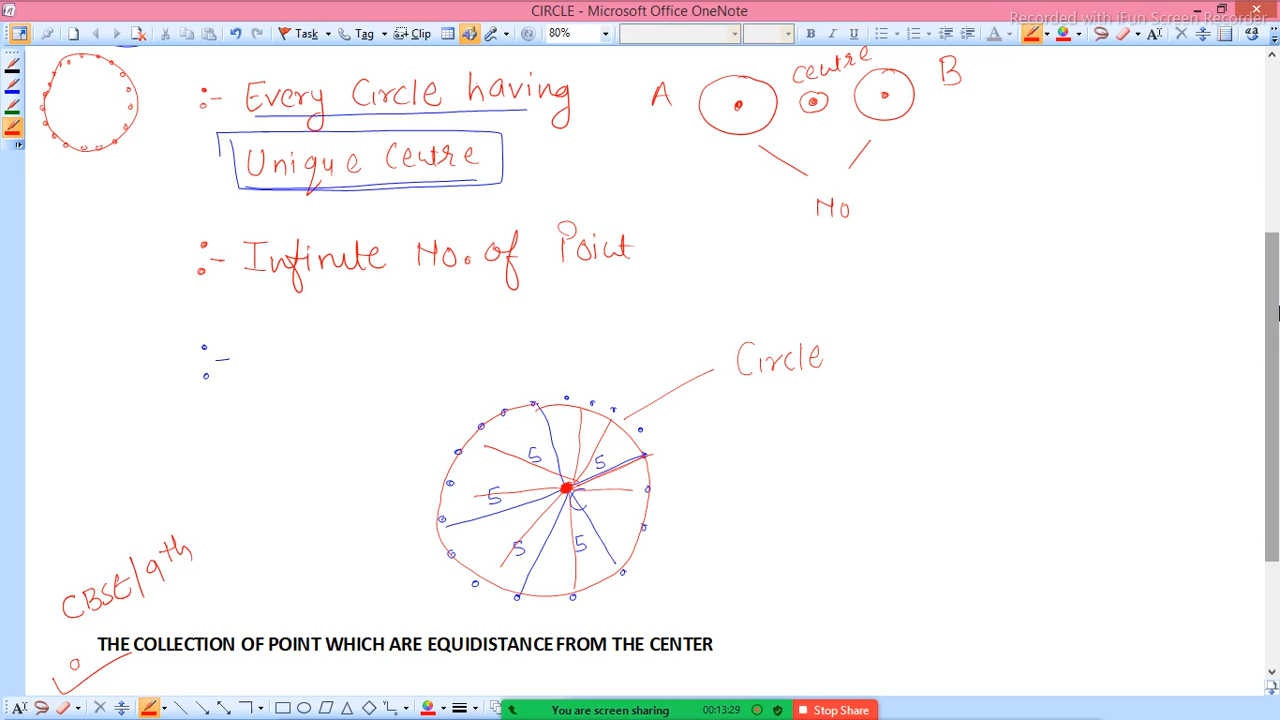 CIRCLE - Microsoft Office OneNote
Recorded with iFun Screen Recorder
Task
Tag
Clip
80%
B I U
A
centre
A
B
:- Every Circle having
Unique Centre
No
:- Infinite No. of Point
:-
Circle
5 5
5
C
5 5
CBSE/9th
THE COLLECTION OF POINT WHICH ARE EQUIDISTANCE FROM THE CENTER
You are screen sharing
00:13:29
Stop Share